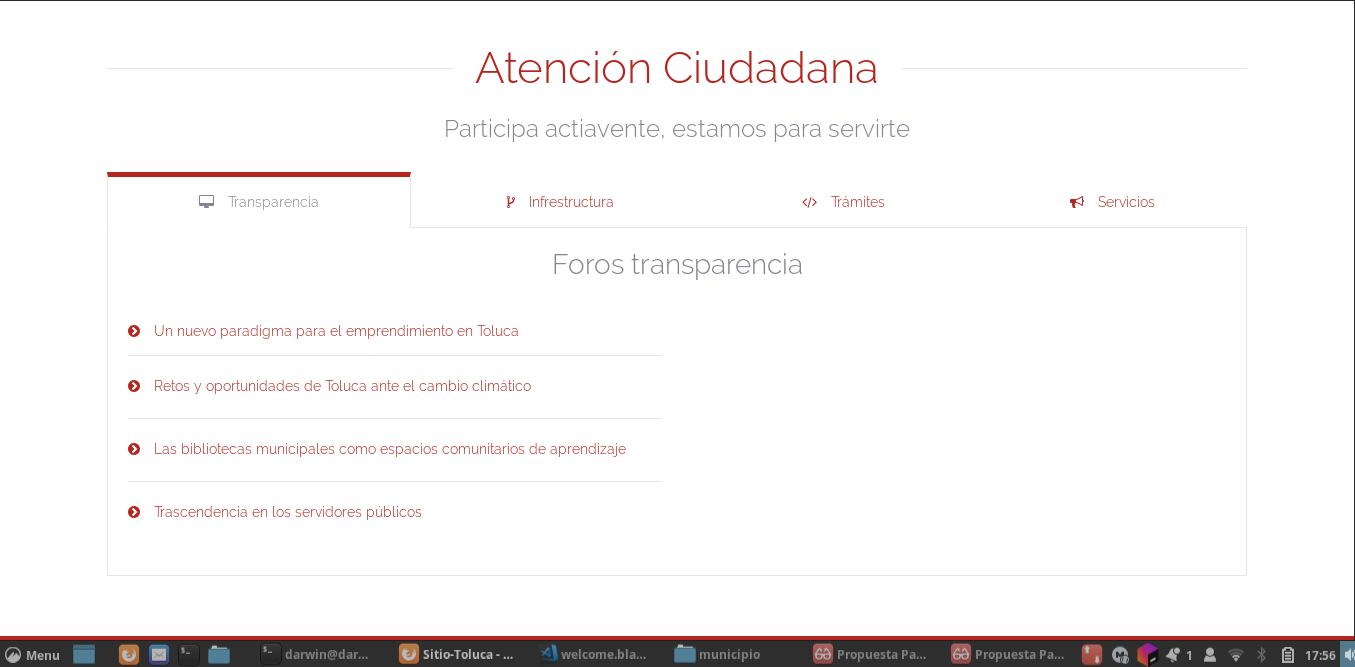 Atención Ciudadana
Participa actiavente, estamos para servirte
Transparencia
Infrestructura
Trámites
Servicios
Foros transparencia
Un nuevo paradigma para el emprendimiento en Toluca
Retos y oportunidades de Toluca ante el cambio climático
Las bibliotecas municipales como espacios comunitarios de aprendizaje
Trascendencia en los servidores públicos
Menu
darwin@dar...
Sitio-Toluca - ...
welcome.bla...
municipio
Propuesta Pa...
Propuesta Pa...
1
17:56